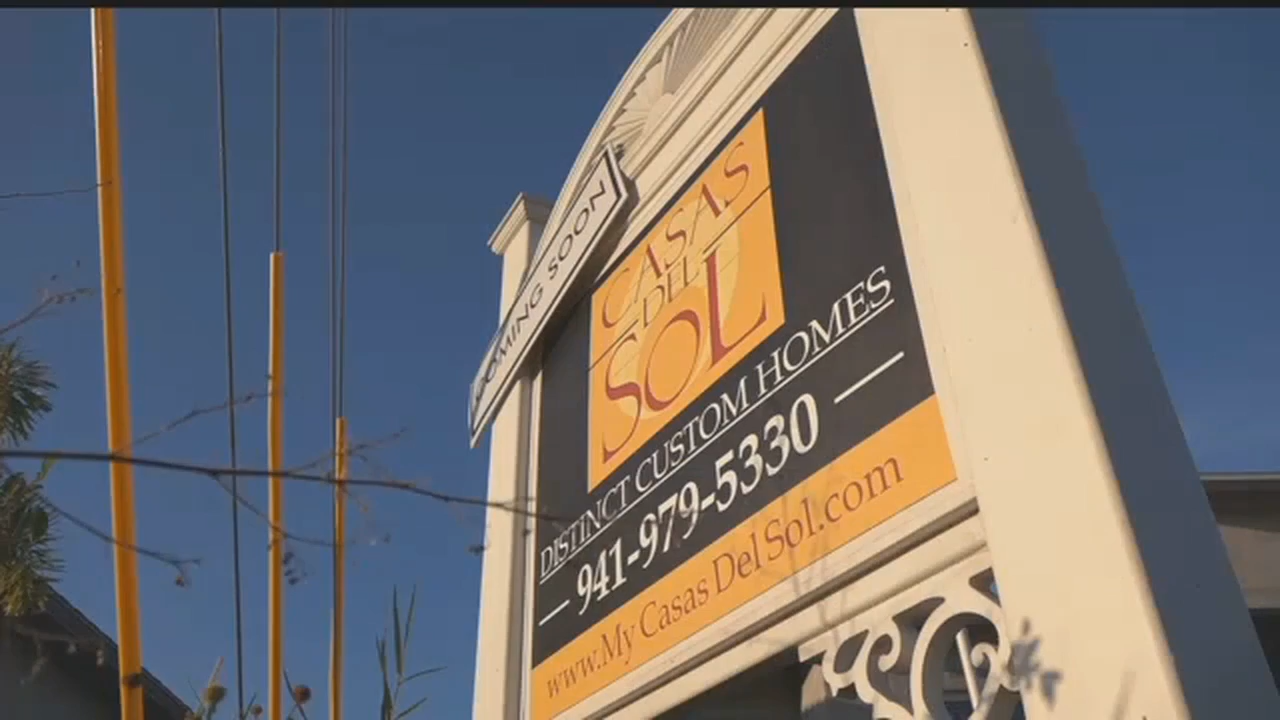 COMING SOON
CASAS
DEL
SOL
DISTINCT CUSTOM HOMES
941-979-5330
www.My Casas Del Sol.com